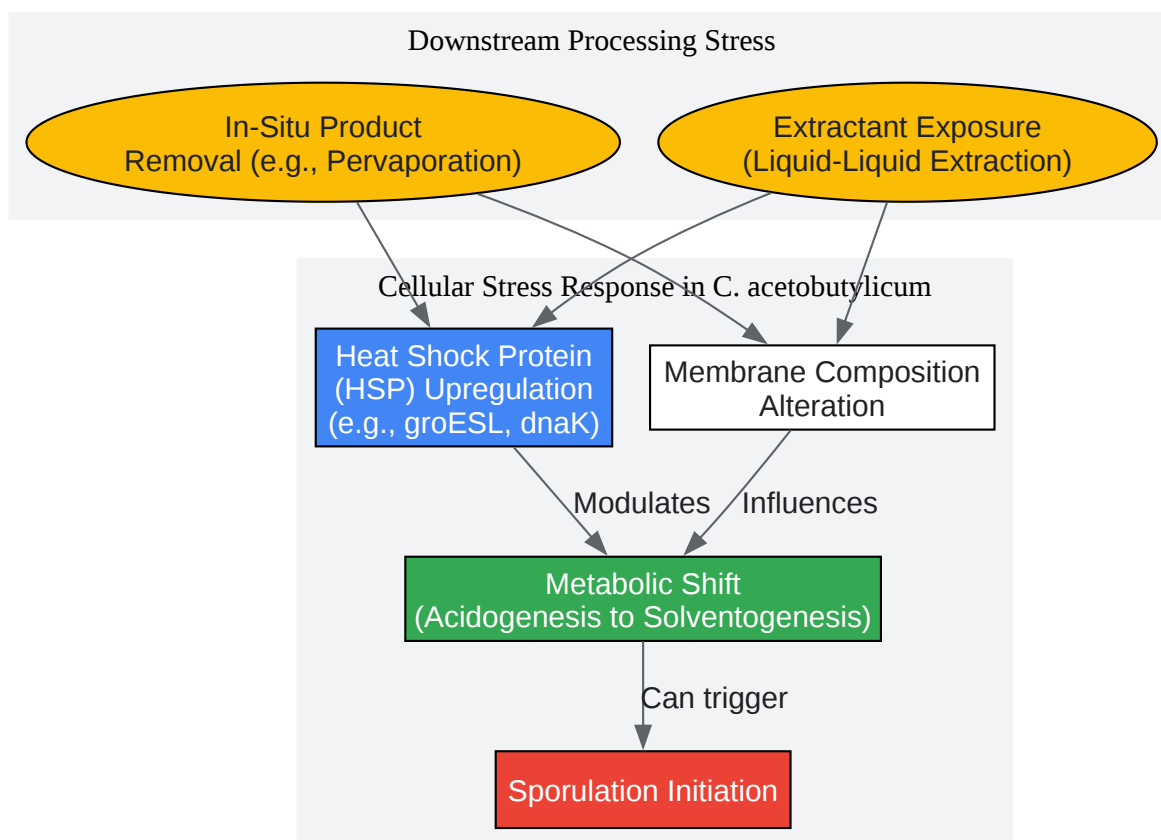 Downstream Processing Stress
In-Situ Product
Removal (e.g., Pervaporation)
Extractant Exposure
(Liquid-Liquid Extraction)
Cellular Stress Response in C. acetobutylicum
Heat Shock Protein
(HSP) Upregulation
(e.g., groESL, dnaK)
Membrane Composition
Alteration
Modulates
Influences
Metabolic Shift
(Acidogenesis to Solventogenesis)
Can trigger
Sporulation Initiation